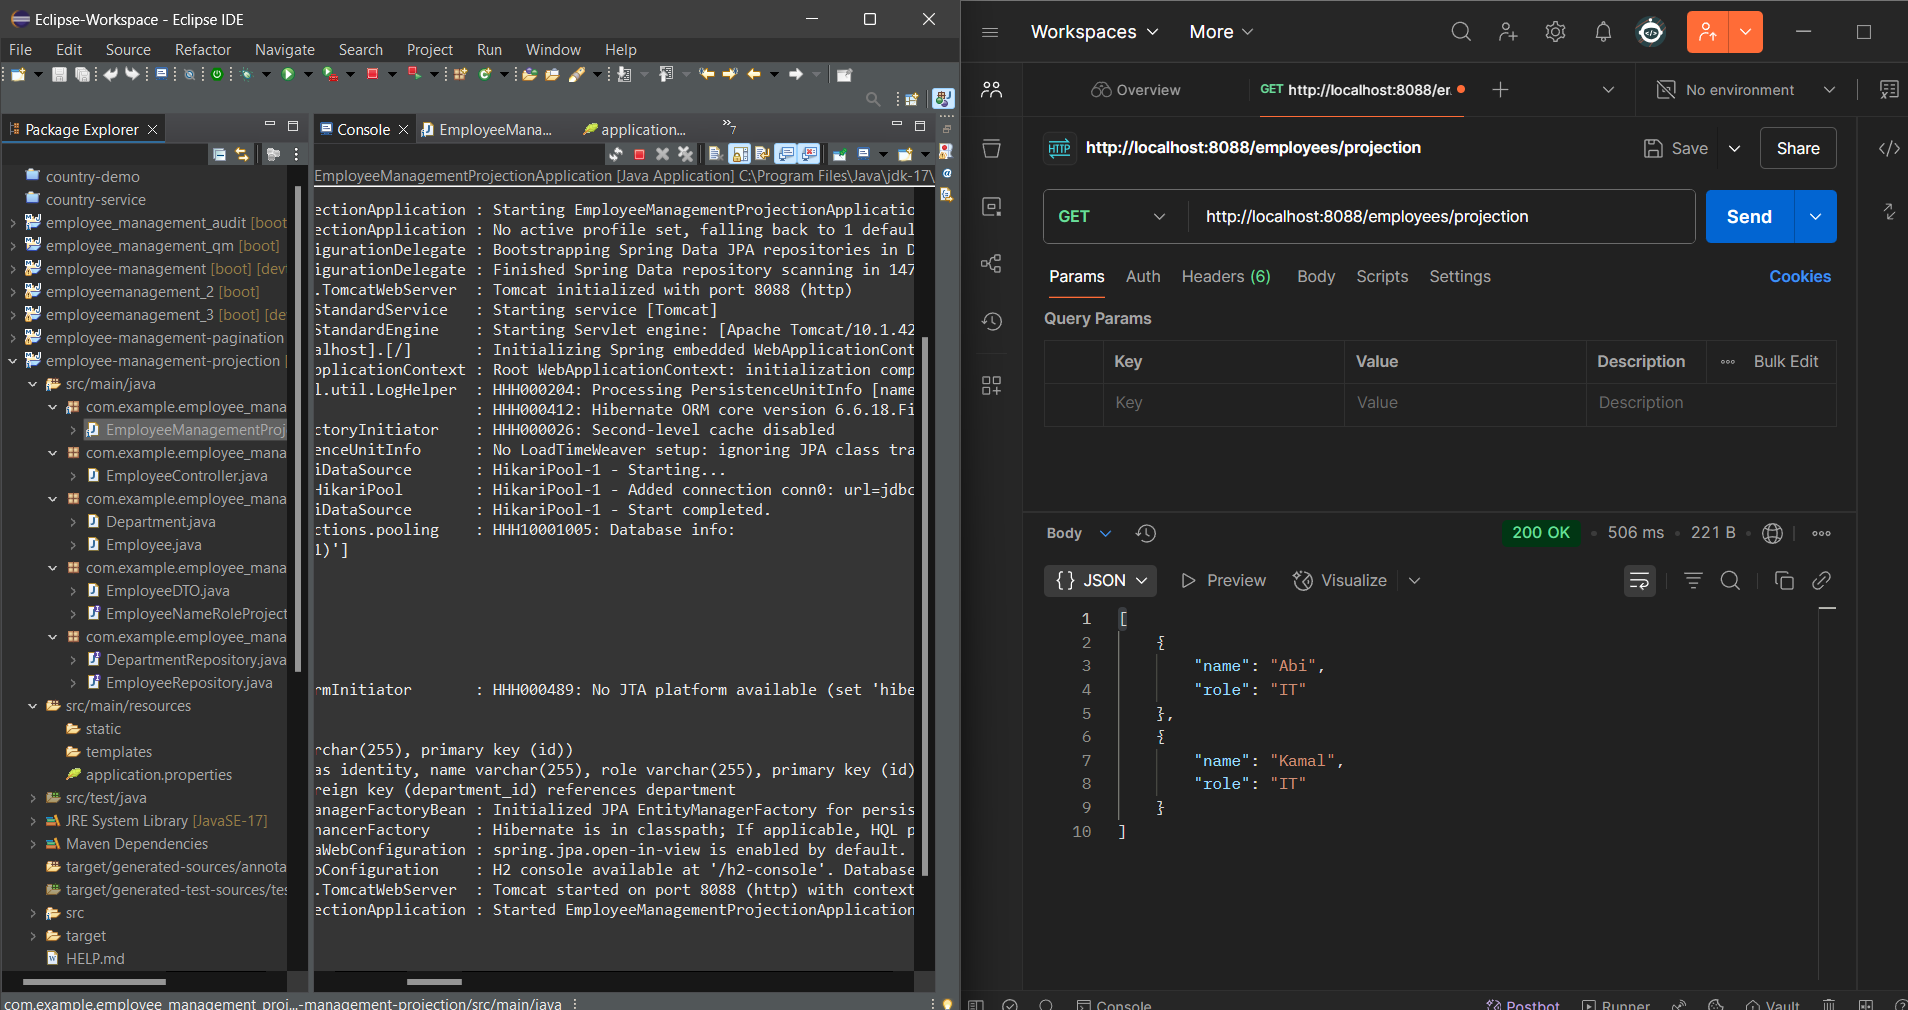 Eclipse-Workspace - Eclipse IDE
File Edit Source Refactor Navigate Search Project Run Window Help
Package Explorer
country-demo
country-service
employee_management_audit [boot
employee_management_qm [boot]
employee-management [boot] [dev
employeemanagement_2 [boot]
employeemanagement_3 [boot] [de
employee-management-pagination
employee-management-projection [
src/main/java
com.example.employee_mana
EmployeeManagementProj
com.example.employee_mana
EmployeeController.java
com.example.employee_mana
Department.java
Employee.java
com.example.employee_mana
EmployeeDTO.java
EmployeeNameRoleProject
com.example.employee_mana
DepartmentRepository.java
EmployeeRepository.java
src/main/resources
static
templates
application.properties
src/test/java
JRE System Library [JavaSE-17]
Maven Dependencies
target/generated-sources/annota
target/generated-test-sources/tes
src
target
HELP.md
com.example.employee_management_proj...-management-projection/src/main/java
Console EmployeeMana... application... 7
EmployeeManagementProjectionApplication [Java Application] C:\Program Files\Java\jdk-17\
ectionApplication : Starting EmployeeManagementProjectionApplicatio
ectionApplication : No active profile set, falling back to 1 defaul
igurationDelegate : Bootstrapping Spring Data JPA repositories in D
igurationDelegate : Finished Spring Data repository scanning in 147
.TomcatWebServer : Tomcat initialized with port 8088 (http)
StandardService : Starting service [Tomcat]
StandardEngine : Starting Servlet engine: [Apache Tomcat/10.1.42
alhost].[/] : Initializing Spring embedded WebApplicationCont
pplicationContext : Root WebApplicationContext: initialization comp
l.util.LogHelper : HHH000204: Processing PersistenceUnitInfo [name
: HHH000412: Hibernate ORM core version 6.6.18.Fi
ctoryInitiator : HHH000026: Second-level cache disabled
enceUnitInfo : No LoadTimeWeaver setup: ignoring JPA class tra
iDataSource : HikariPool-1 - Starting...
HikariPool : HikariPool-1 - Added connection conn0: url=jdbc
iDataSource : HikariPool-1 - Start completed.
ctions.pooling : HHH10001005: Database info:
1)']
rmInitiator : HHH000489: No JTA platform available (set 'hibe
rchar(255), primary key (id))
as identity, name varchar(255), role varchar(255), primary key (id)
reign key (department_id) references department
anagerFactoryBean : Initialized JPA EntityManagerFactory for persis
hancerFactory : Hibernate is in classpath; If applicable, HQL p
aWebConfiguration : spring.jpa.open-in-view is enabled by default.
oConfiguration : H2 console available at '/h2-console'. Database
.TomcatWebServer : Tomcat started on port 8088 (http) with context
ectionApplication : Started EmployeeManagementProjectionApplication
Workspaces More
Overview GET http://localhost:8088/er. No environment
HTTP http://localhost:8088/employees/projection Save Share
GET http://localhost:8088/employees/projection Send
Params Auth Headers (6) Body Scripts Settings Cookies
Query Params
Key Value Description Bulk Edit
Key Value Description
Body 200 OK 506 ms 221 B
{} JSON Preview Visualize
1 [
2 {
3 "name": "Abi",
4 "role": "IT"
5 },
6 {
7 "name": "Kamal",
8 "role": "IT"
9 }
10 ]
Console Postbot Runner Vault